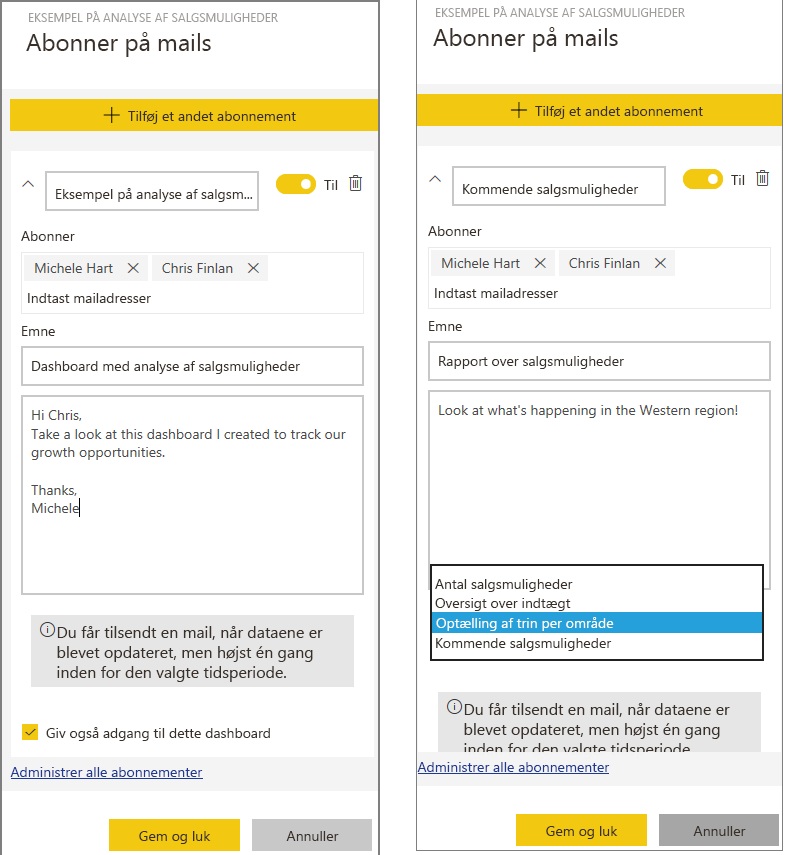 EKSEMPEL PÅ ANALYSE AF SALGSMULIGHEDER
Abonner på mails
Tilføj et andet abonnement
Eksempel på analyse af salgsm...
Til
Abonner
Michele Hart
Chris Finlan
Indtast mailadresser
Emne
Dashboard med analyse af salgsmuligheder
Hi Chris,
Take a look at this dashboard I created to track our
growth opportunities.
Thanks,
Michele
Du får tilsendt en mail, når dataene er
blevet opdateret, men højst én gang
inden for den valgte tidsperiode.
Giv også adgang til dette dashboard
Administrer alle abonnementer
Gem og luk
Annuller
EKSEMPEL PÅ ANALYSE AF SALGSMULIGHEDER
Abonner på mails
Tilføj et andet abonnement
Kommende salgsmuligheder
Til
Abonner
Michele Hart
Chris Finlan
Indtast mailadresser
Emne
Rapport over salgsmuligheder
Look at what's happening in the Western region!
Antal salgsmuligheder
Oversigt over indtægt
Optælling af trin per område
Kommende salgsmuligheder
Du får tilsendt en mail, når dataene er
blevet opdateret, men højst én gang
inden for den valgte tidsperiode.
Administrer alle abonnementer
Gem og luk
Annuller